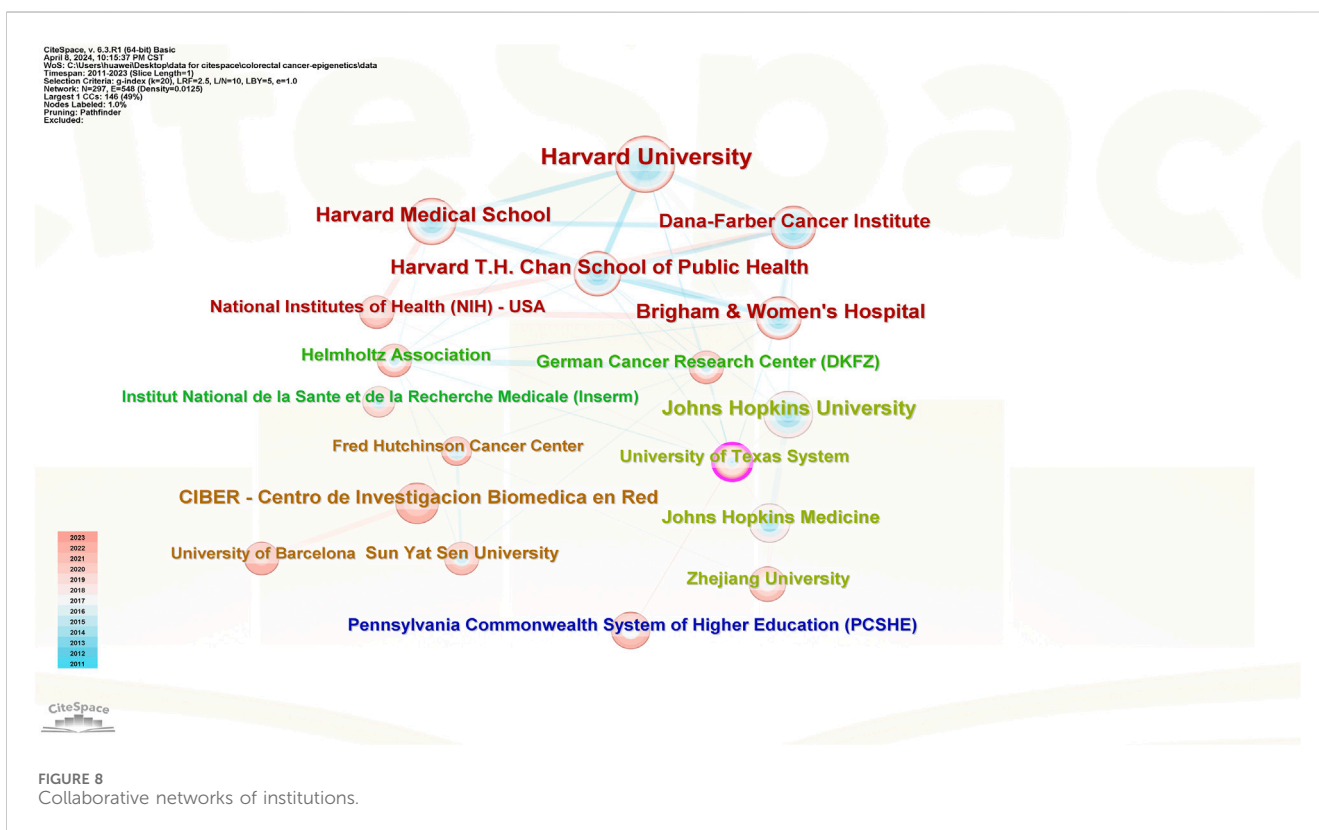 CiteSpace, v. 6.3.R1 (64-bit) Basic
April 8, 2024, 10:15:37 PM CST
WoS: C:\Users\huawei\Desktop\data for citespace\colorectal cancer-epigenetics\data
Timespan: 2011-2023 (Slice Length=1)
Selection Criteria: g-index (k=20), LRF=2.5, L/N=10, LBY=5, e=1.0
Network: N=297, E=548 (Density=0.0125)
Largest 1 CCs: 146 (49%)
Nodes Labeled: 1.0%
Pruning: Pathfinder
Excluded:
CiteSpace
Harvard University
Harvard Medical School
Dana-Farber Cancer Institute
Harvard T.H. Chan School of Public Health
National Institutes of Health (NIH) - USA
Brigham & Women's Hospital
Helmholtz Association
German Cancer Research Center (DKFZ)
Institut National de la Sante et de la Recherche Medicale (Inserm)
Johns Hopkins University
Fred Hutchinson Cancer Center
University of Texas System
CIBER - Centro de Investigacion Biomedica en Red
Johns Hopkins Medicine
University of Barcelona
Sun Yat Sen University
Zhejiang University
Pennsylvania Commonwealth System of Higher Education (PCSHE)
2023
2022
2021
2020
2019
2018
2017
2016
2015
2014
2013
2012
2011
CiteSpace
FIGURE 8
Collaborative networks of institutions.